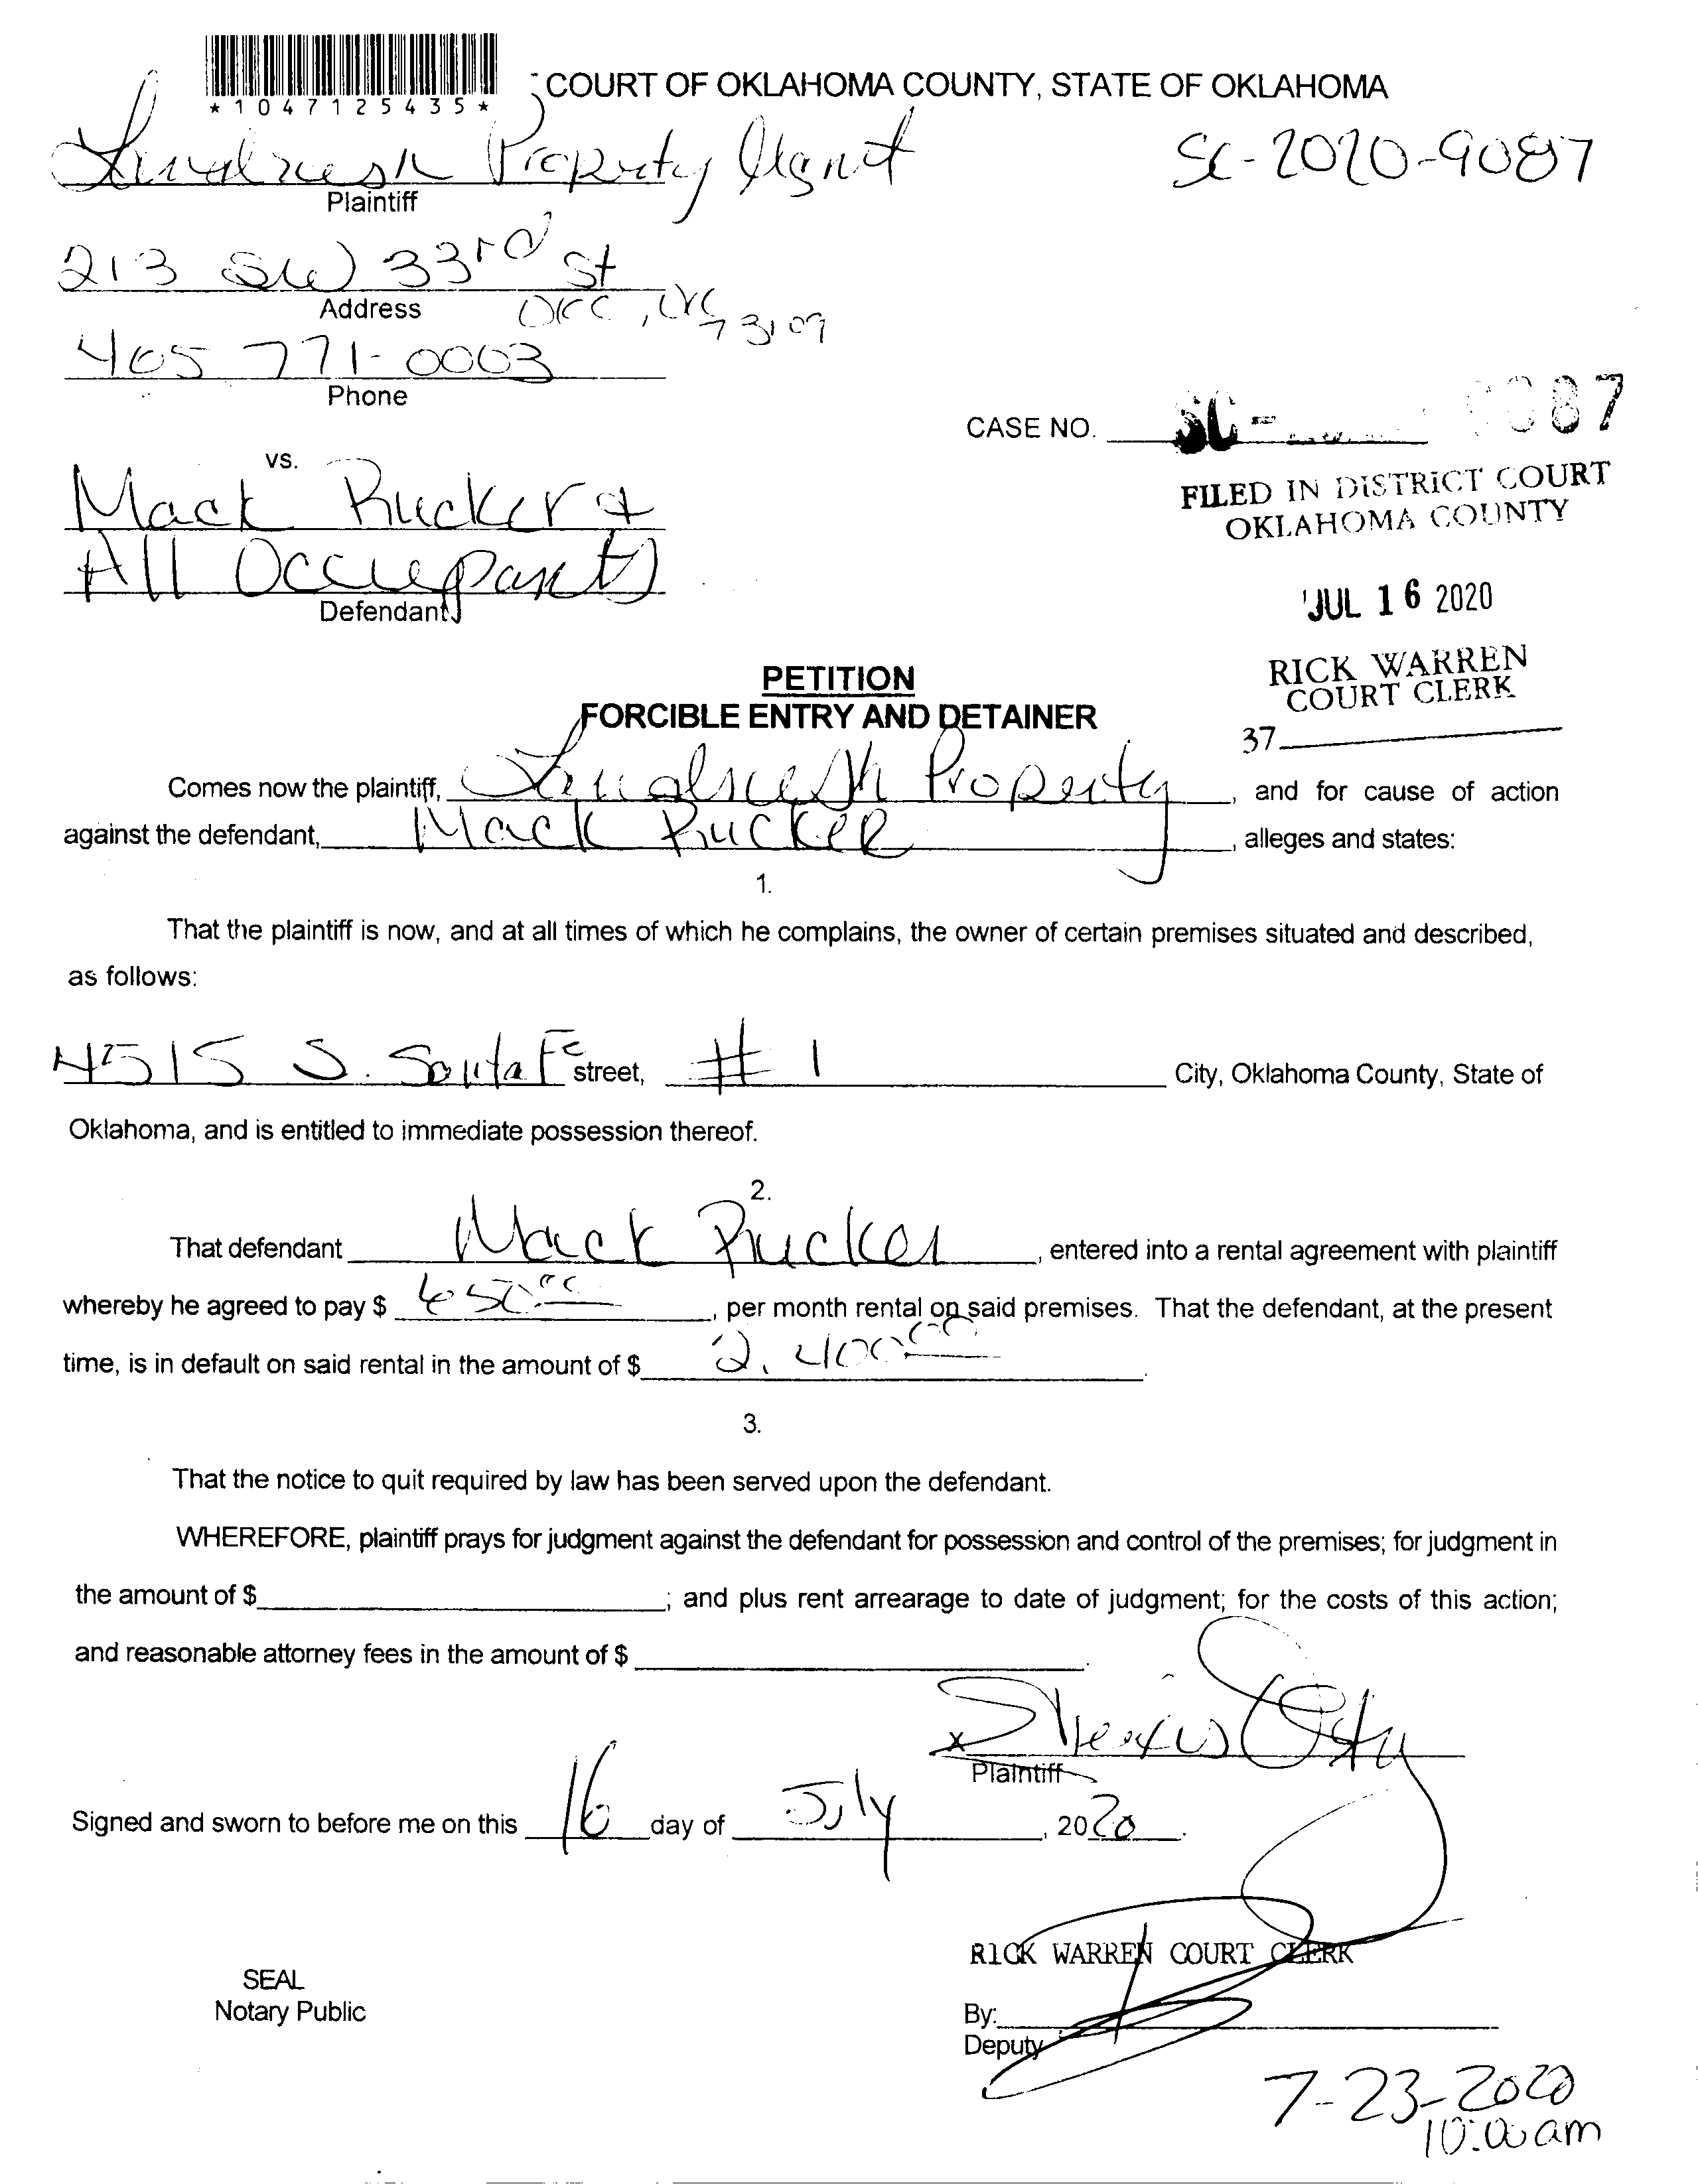 *1047125435*
COURT OF OKLAHOMA COUNTY, STATE OF OKLAHOMA
Property Mgmt
SC-2020-9087
Plaintiff
213 SW 33rd St
Address
OKC, OK 73109
405 771-0003
Phone
CASE NO. SC- 9087
vs.
Mack Rucker &
All Occupants
Defendant
FILED IN DISTRICT COURT
OKLAHOMA COUNTY
JUL 16 2020
RICK WARREN
COURT CLERK
37
PETITION
FORCIBLE ENTRY AND DETAINER
Comes now the plaintiff, Property, and for cause of action
against the defendant, Mack Rucker, alleges and states:
1.
That the plaintiff is now, and at all times of which he complains, the owner of certain premises situated and described,
as follows:
4515 S. Santa Fe street, # 1 City, Oklahoma County, State of
Oklahoma, and is entitled to immediate possession thereof.
2.
That defendant Mack Rucker, entered into a rental agreement with plaintiff
whereby he agreed to pay $ 650.00, per month rental on said premises. That the defendant, at the present
time, is in default on said rental in the amount of $ 2,400.00.
3.
That the notice to quit required by law has been served upon the defendant.
WHEREFORE, plaintiff prays for judgment against the defendant for possession and control of the premises; for judgment in
the amount of $ ; and plus rent arrearage to date of judgment; for the costs of this action;
and reasonable attorney fees in the amount of $ .
x
Plaintiff
Signed and sworn to before me on this 16 day of July, 2020.
RICK WARREN COURT CLERK
SEAL
Notary Public
By:
Deputy
7-23-2020
10:00am